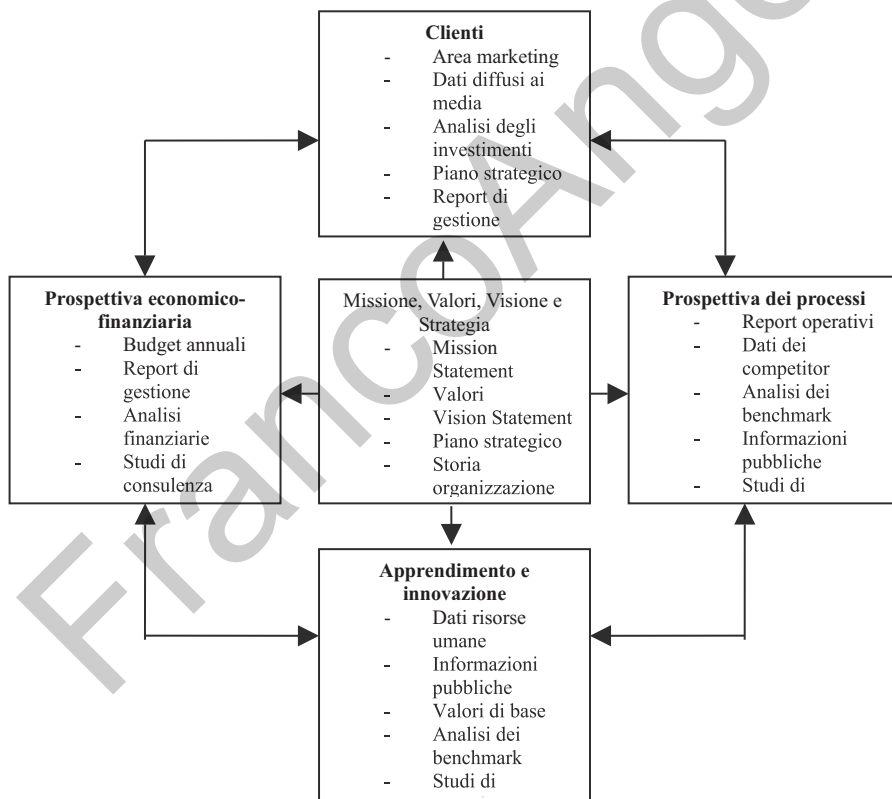 Clienti
- Area marketing
- Dati diffusi ai
media
- Analisi degli
investimenti
- Piano strategico
- Report di
gestione
Prospettiva economico-
finanziaria
- Budget annuali
- Report di
gestione
- Analisi
finanziarie
- Studi di
consulenza
Missione, Valori, Visione e
Strategia
- Mission
Statement
- Valori
- Vision Statement
- Piano strategico
- Storia
organizzazione
Prospettiva dei processi
- Report operativi
- Dati dei
competitor
- Analisi dei
benchmark
- Informazioni
pubbliche
- Studi di
Apprendimento e
innovazione
- Dati risorse
umane
- Informazioni
pubbliche
- Valori di base
- Analisi dei
benchmark
- Studi di
FrancoAnge